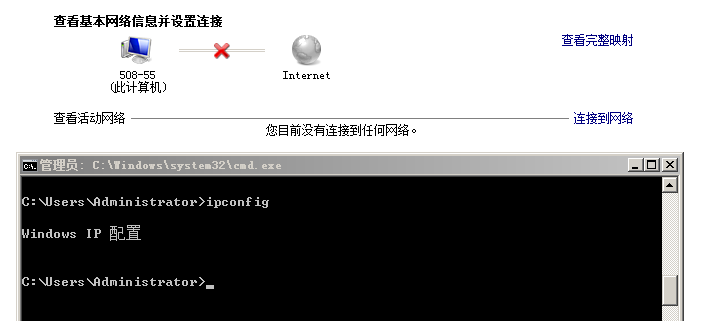 查看基本网络信息并设置连接
查看完整映射
508-55
(此计算机)
Internet
查看活动网络
连接到网络
您目前没有连接到任何网络。
管理员: C:\Windows\system32\cmd.exe
C:\Users\Administrator>ipconfig
Windows IP 配置
C:\Users\Administrator>_